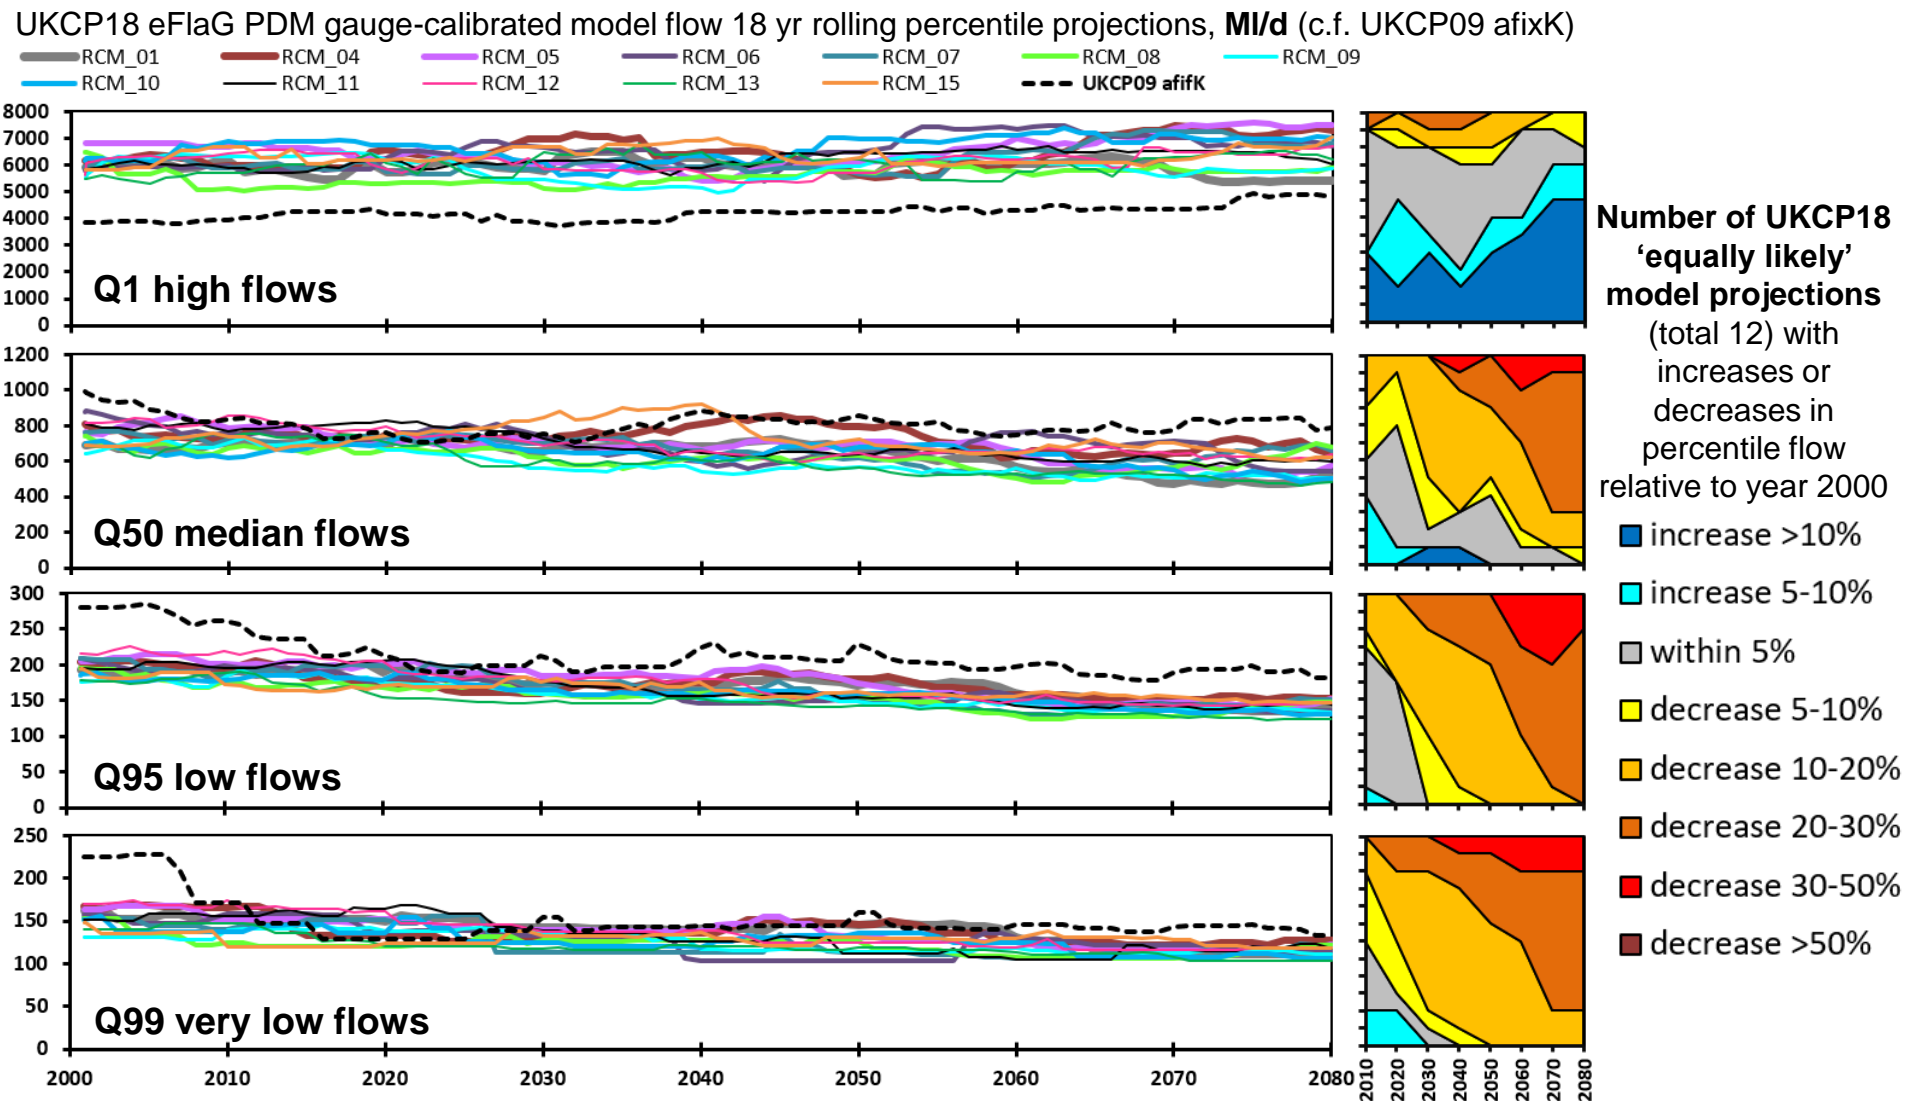 UKCP18 eFlaG PDM gauge-calibrated model flow 18 yr rolling percentile projections, Ml/d (c.f. UKCP09 afixK)
RCM_01 RCM_04 RCM_05 RCM_06 RCM_07 RCM_08 RCM_09
RCM_10 RCM_11 RCM_12 RCM_13 RCM_15 UKCP09 afifK
8000
7000
6000
5000
4000
3000
2000
1000
0
Q1 high flows
1200
1000
800
600
400
200
0
Q50 median flows
300
250
200
150
100
50
0
Q95 low flows
250
200
150
100
50
0
Q99 very low flows
2000 2010 2020 2030 2040 2050 2060 2070 2080
2010 2020 2030 2040 2050 2060 2070 2080
Number of UKCP18
‘equally likely’
model projections
(total 12) with
increases or
decreases in
percentile flow
relative to year 2000
increase >10%
increase 5-10%
within 5%
decrease 5-10%
decrease 10-20%
decrease 20-30%
decrease 30-50%
decrease >50%